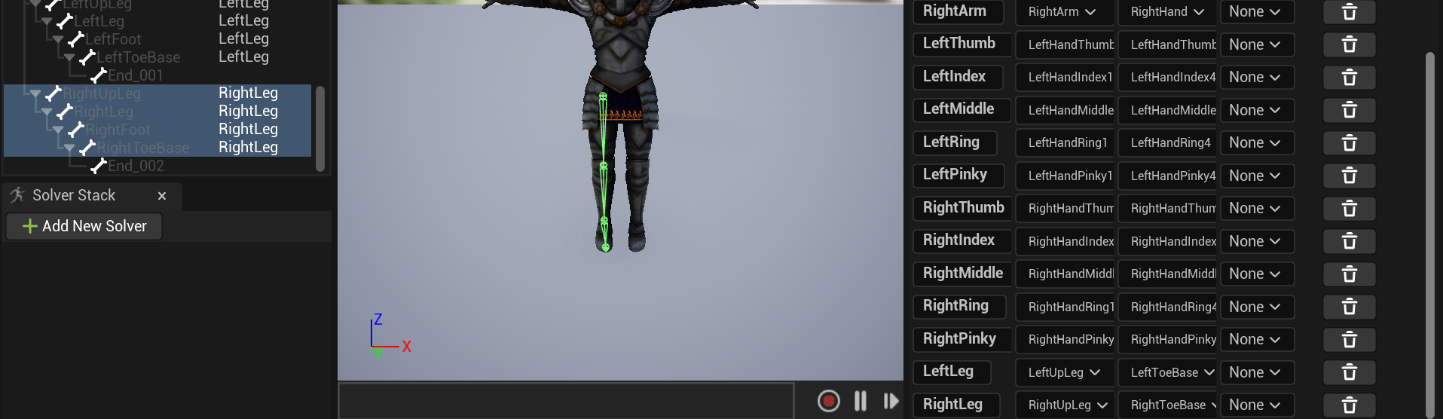 LeftUpLeg LeftLeg
LeftLeg LeftLeg
LeftFoot LeftLeg
LeftToeBase LeftLeg
End_001
RightUpLeg RightLeg
RightLeg RightLeg
RightFoot RightLeg
RightToeBase RightLeg
End_002
Solver Stack
Add New Solver
Z
X
Y
RightArm RightArm RightHand None
LeftThumb LeftHandThumb LeftHandThumb None
LeftIndex LeftHandIndex1 LeftHandIndex4 None
LeftMiddle LeftHandMiddle LeftHandMiddle None
LeftRing LeftHandRing1 LeftHandRing4 None
LeftPinky LeftHandPinky1 LeftHandPinky4 None
RightThumb RightHandThum RightHandThum None
RightIndex RightHandIndex RightHandIndex None
RightMiddle RightHandMiddl RightHandMiddl None
RightRing RightHandRing1 RightHandRing4 None
RightPinky RightHandPinky RightHandPinky None
LeftLeg LeftUpLeg LeftToeBase None
RightLeg RightUpLeg RightToeBase None